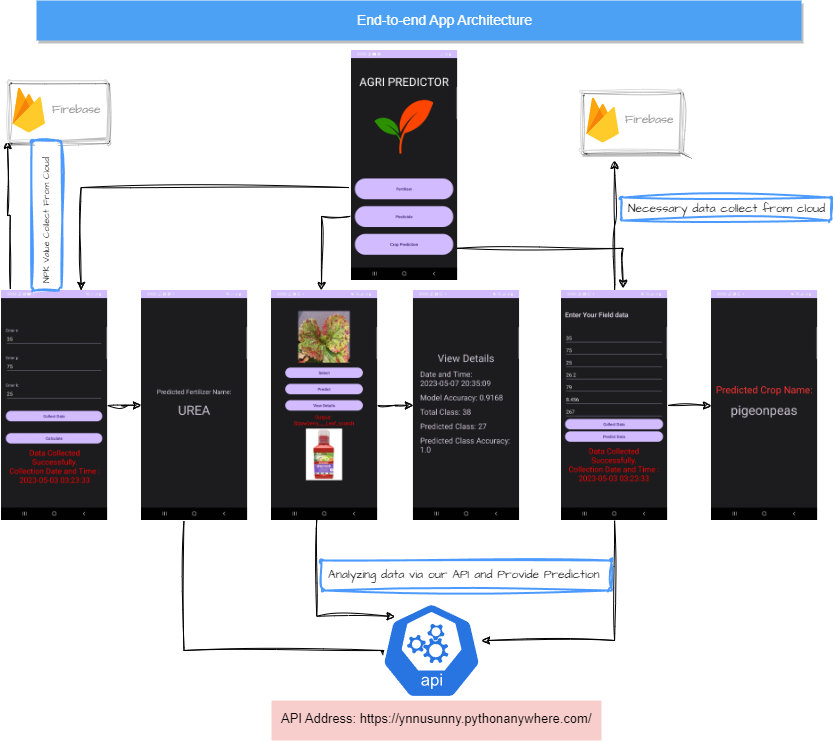 End-to-end App Architecture
AGRI PREDICTOR
Fertilizer
Pesticide
Crop Prediction
Firebase
Firebase
NPK Value Collect From Cloud
Necessary data collect from cloud
Enter n
35
Enter p
75
Enter k
25
Collect Data
Calculate
Data Collected
Successfully.
Collection Date and Time :
2023-05-03 03:23:33
Predicted Fertilizer Name:
UREA
Select
Predict
View Details
View Details
Date and Time:
2023-05-07 20:35:09
Model Accuracy: 0.9168
Total Class: 38
Predicted Class: 27
Predicted Class Accuracy:
1.0
Enter Your Field data
35
75
25
26.2
79
8.456
267
Collect Data
Predict Data
Data Collected
Successfully.
Collection Date and Time :
2023-05-03 03:23:33
Predicted Crop Name:
pigeonpeas
Analyzing data via our API and Provide Prediction
api
API Address: https://ynnusunny.pythonanywhere.com/